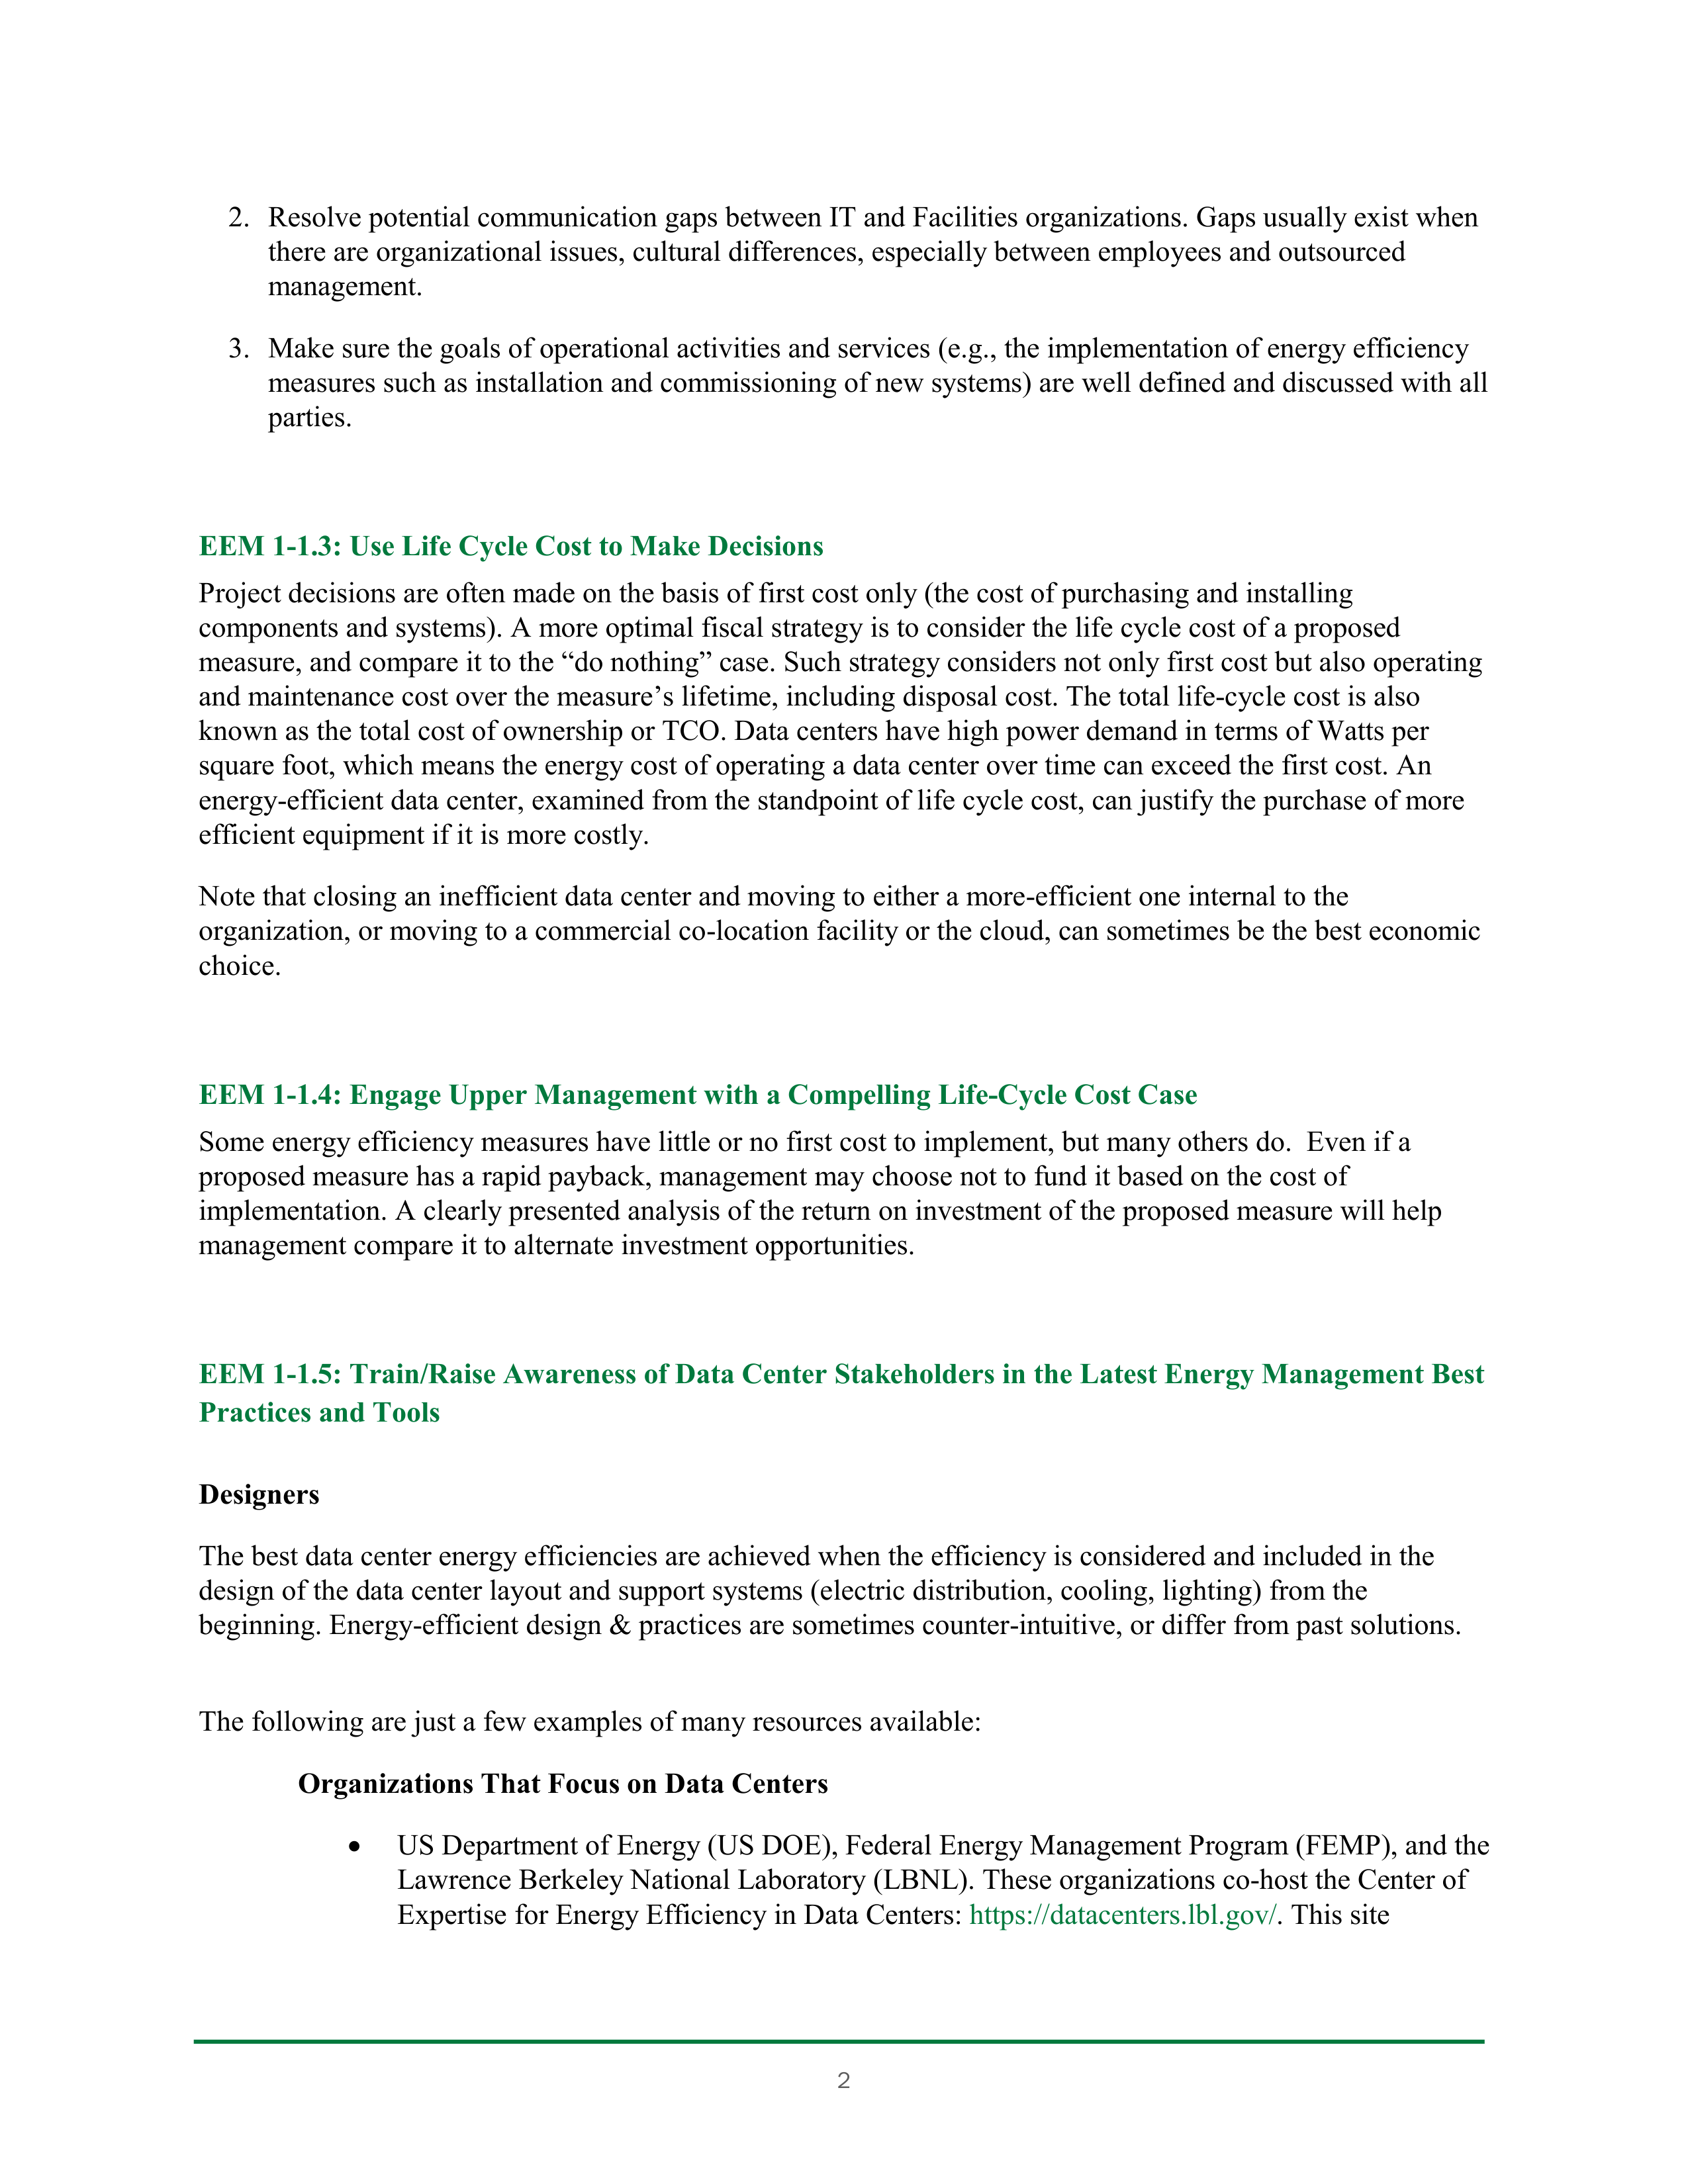 2. Resolve potential communication gaps between IT and Facilities organizations. Gaps usually exist when
there are organizational issues, cultural differences, especially between employees and outsourced
management.
3. Make sure the goals of operational activities and services (e.g., the implementation of energy efficiency
measures such as installation and commissioning of new systems) are well defined and discussed with all
parties.
EEM 1-1.3: Use Life Cycle Cost to Make Decisions
Project decisions are often made on the basis of first cost only (the cost of purchasing and installing
components and systems). A more optimal fiscal strategy is to consider the life cycle cost of a proposed
measure, and compare it to the “do nothing” case. Such strategy considers not only first cost but also operating
and maintenance cost over the measure’s lifetime, including disposal cost. The total life-cycle cost is also
known as the total cost of ownership or TCO. Data centers have high power demand in terms of Watts per
square foot, which means the energy cost of operating a data center over time can exceed the first cost. An
energy-efficient data center, examined from the standpoint of life cycle cost, can justify the purchase of more
efficient equipment if it is more costly.
Note that closing an inefficient data center and moving to either a more-efficient one internal to the
organization, or moving to a commercial co-location facility or the cloud, can sometimes be the best economic
choice.
EEM 1-1.4: Engage Upper Management with a Compelling Life-Cycle Cost Case
Some energy efficiency measures have little or no first cost to implement, but many others do.  Even if a
proposed measure has a rapid payback, management may choose not to fund it based on the cost of
implementation. A clearly presented analysis of the return on investment of the proposed measure will help
management compare it to alternate investment opportunities.
EEM 1-1.5: Train/Raise Awareness of Data Center Stakeholders in the Latest Energy Management Best
Practices and Tools
Designers
The best data center energy efficiencies are achieved when the efficiency is considered and included in the
design of the data center layout and support systems (electric distribution, cooling, lighting) from the
beginning. Energy-efficient design & practices are sometimes counter-intuitive, or differ from past solutions.
The following are just a few examples of many resources available:
Organizations That Focus on Data Centers
• US Department of Energy (US DOE), Federal Energy Management Program (FEMP), and the
Lawrence Berkeley National Laboratory (LBNL). These organizations co-host the Center of
Expertise for Energy Efficiency in Data Centers: https://datacenters.lbl.gov/. This site
2